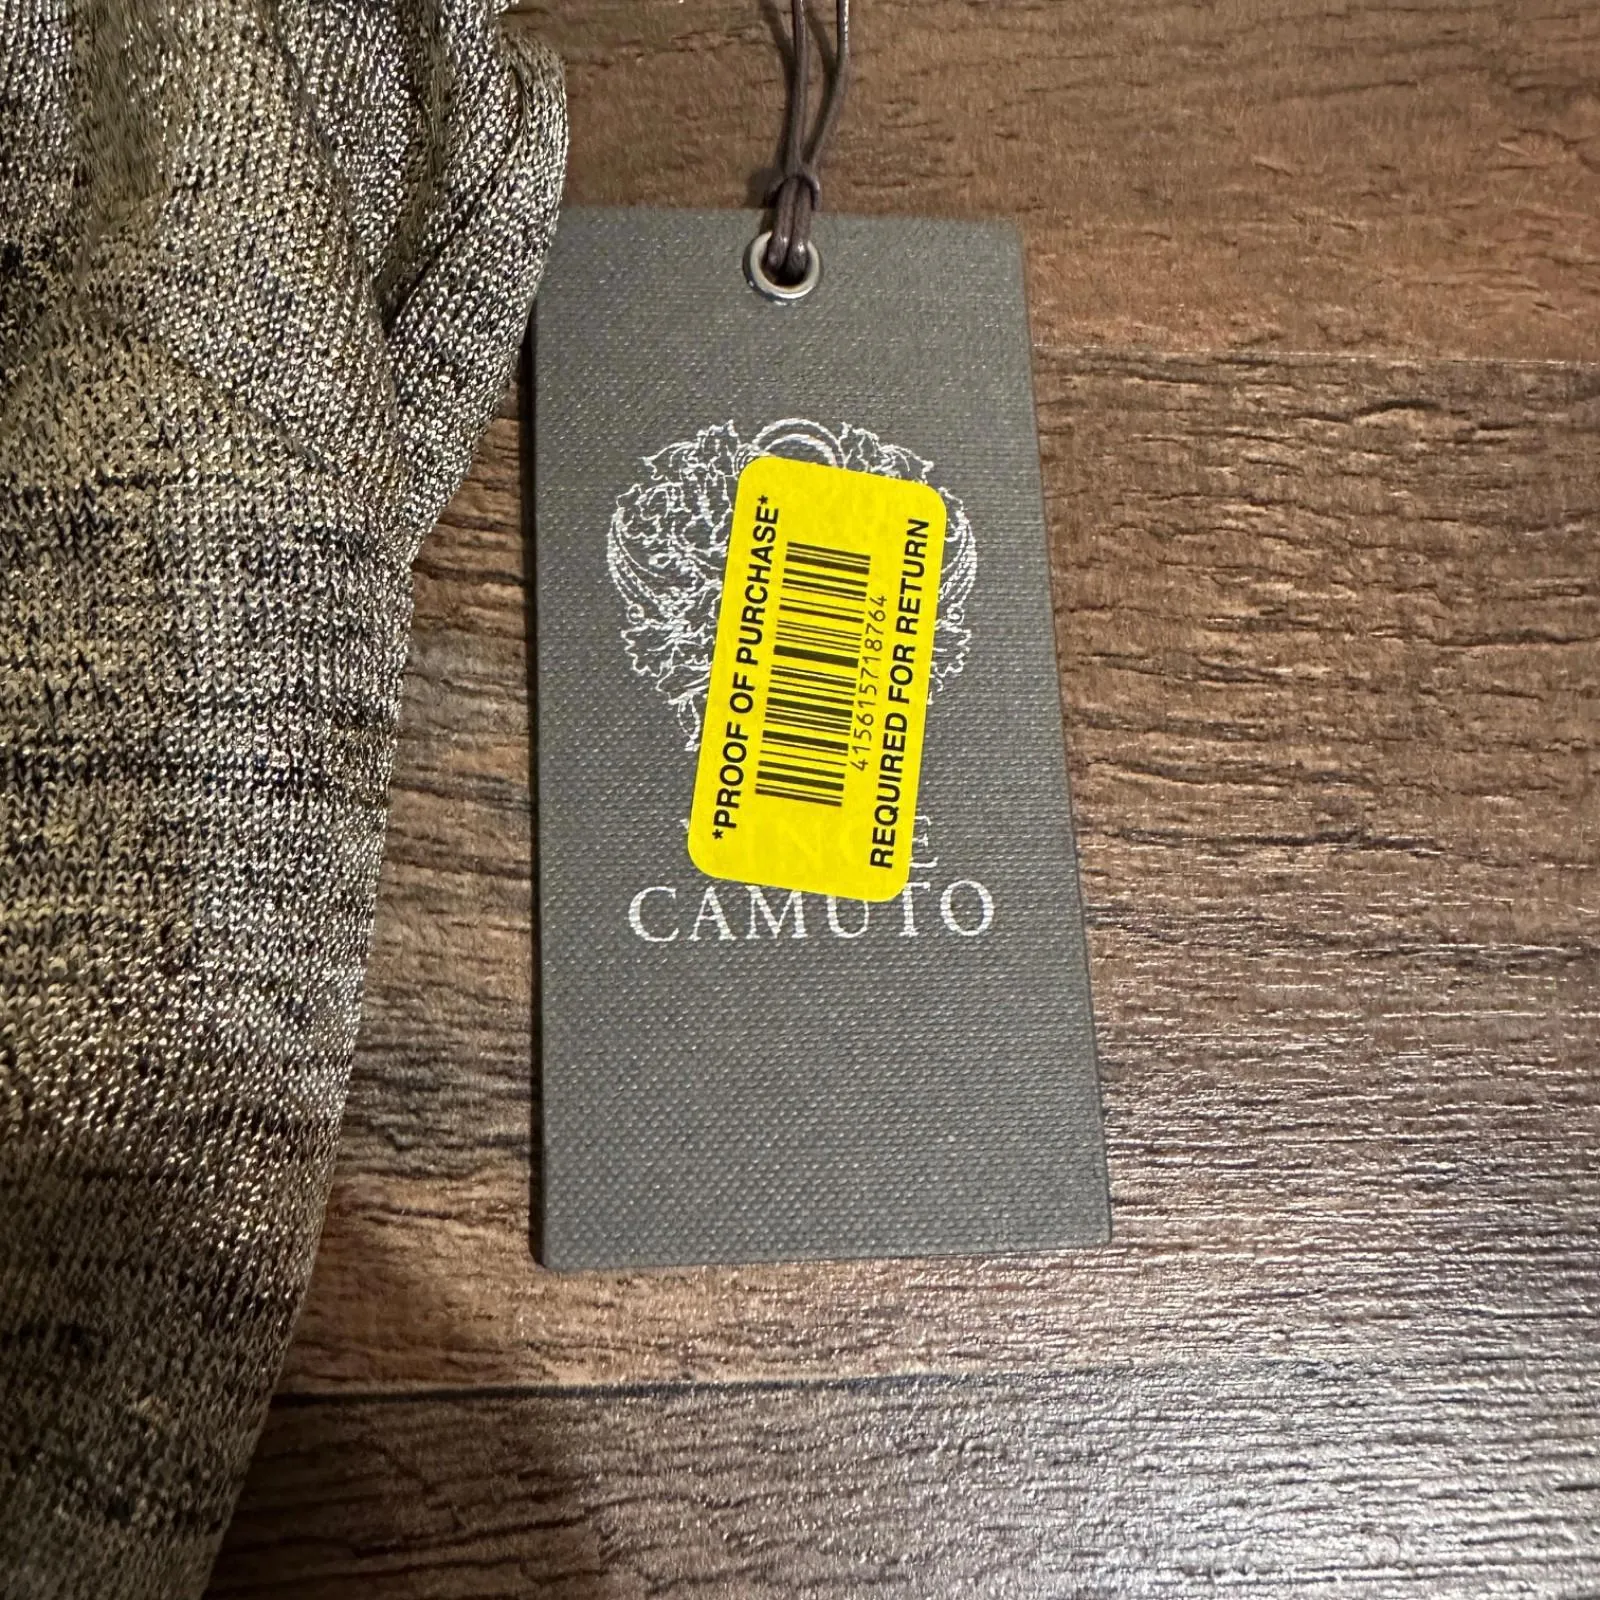 *PROOF OF PURCHASE*
415615718764
REQUIRED FOR RETURN
CAMUTO